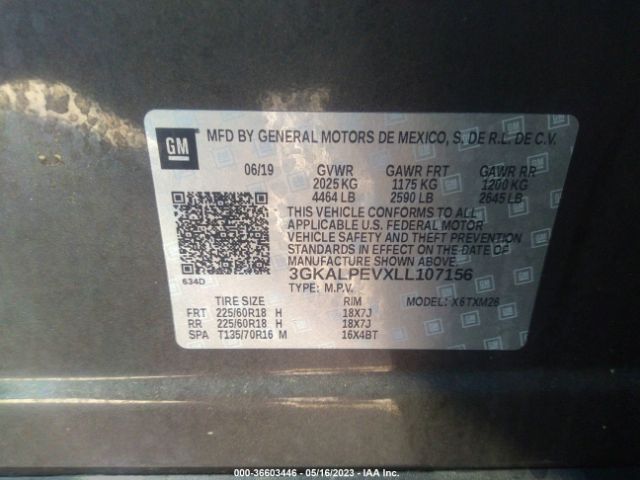 GM
MFD BY GENERAL MOTORS DE MEXICO, S. DE R.L. DE C.V.
06/19 GVWR GAWR FRT GAWR RR
2025 KG 1175 KG 1200 KG
4464 LB 2590 LB 2645 LB
THIS VEHICLE CONFORMS TO ALL
APPLICABLE U.S. FEDERAL MOTOR
VEHICLE SAFETY AND THEFT PREVENTION
STANDARDS IN EFFECT ON THE DATE OF
MANUFACTURE SHOWN ABOVE.
634D
3GKALPEVXLL107156
TYPE: M.P.V. MODEL: X6TXM26
TIRE SIZE RIM
FRT 225/60R18 H 18X7J
RR 225/60R18 H 18X7J
SPA T135/70R16 M 16X4BT
000-36603446 - 05/16/2023 - IAA Inc.